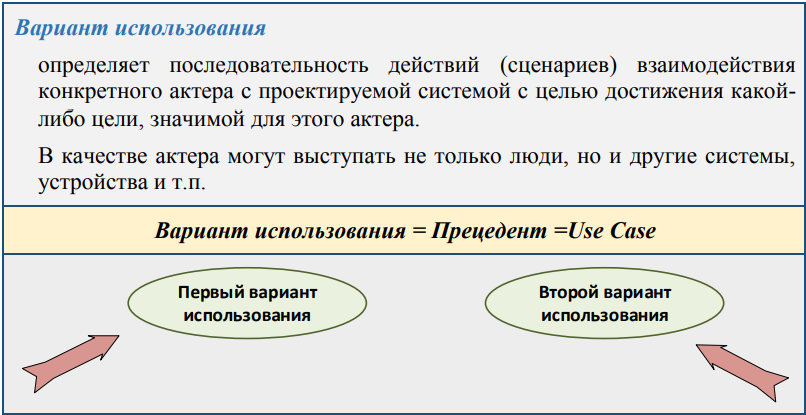 Вариант использования
определяет последовательность действий (сценариев) взаимодействия
конкретного актера с проектируемой системой с целью достижения какой-
либо цели, значимой для этого актера.
В качестве актера могут выступать не только люди, но и другие системы,
устройства и т.п.
Вариант использования = Прецедент =Use Case
Первый вариант
использования
Второй вариант
использования